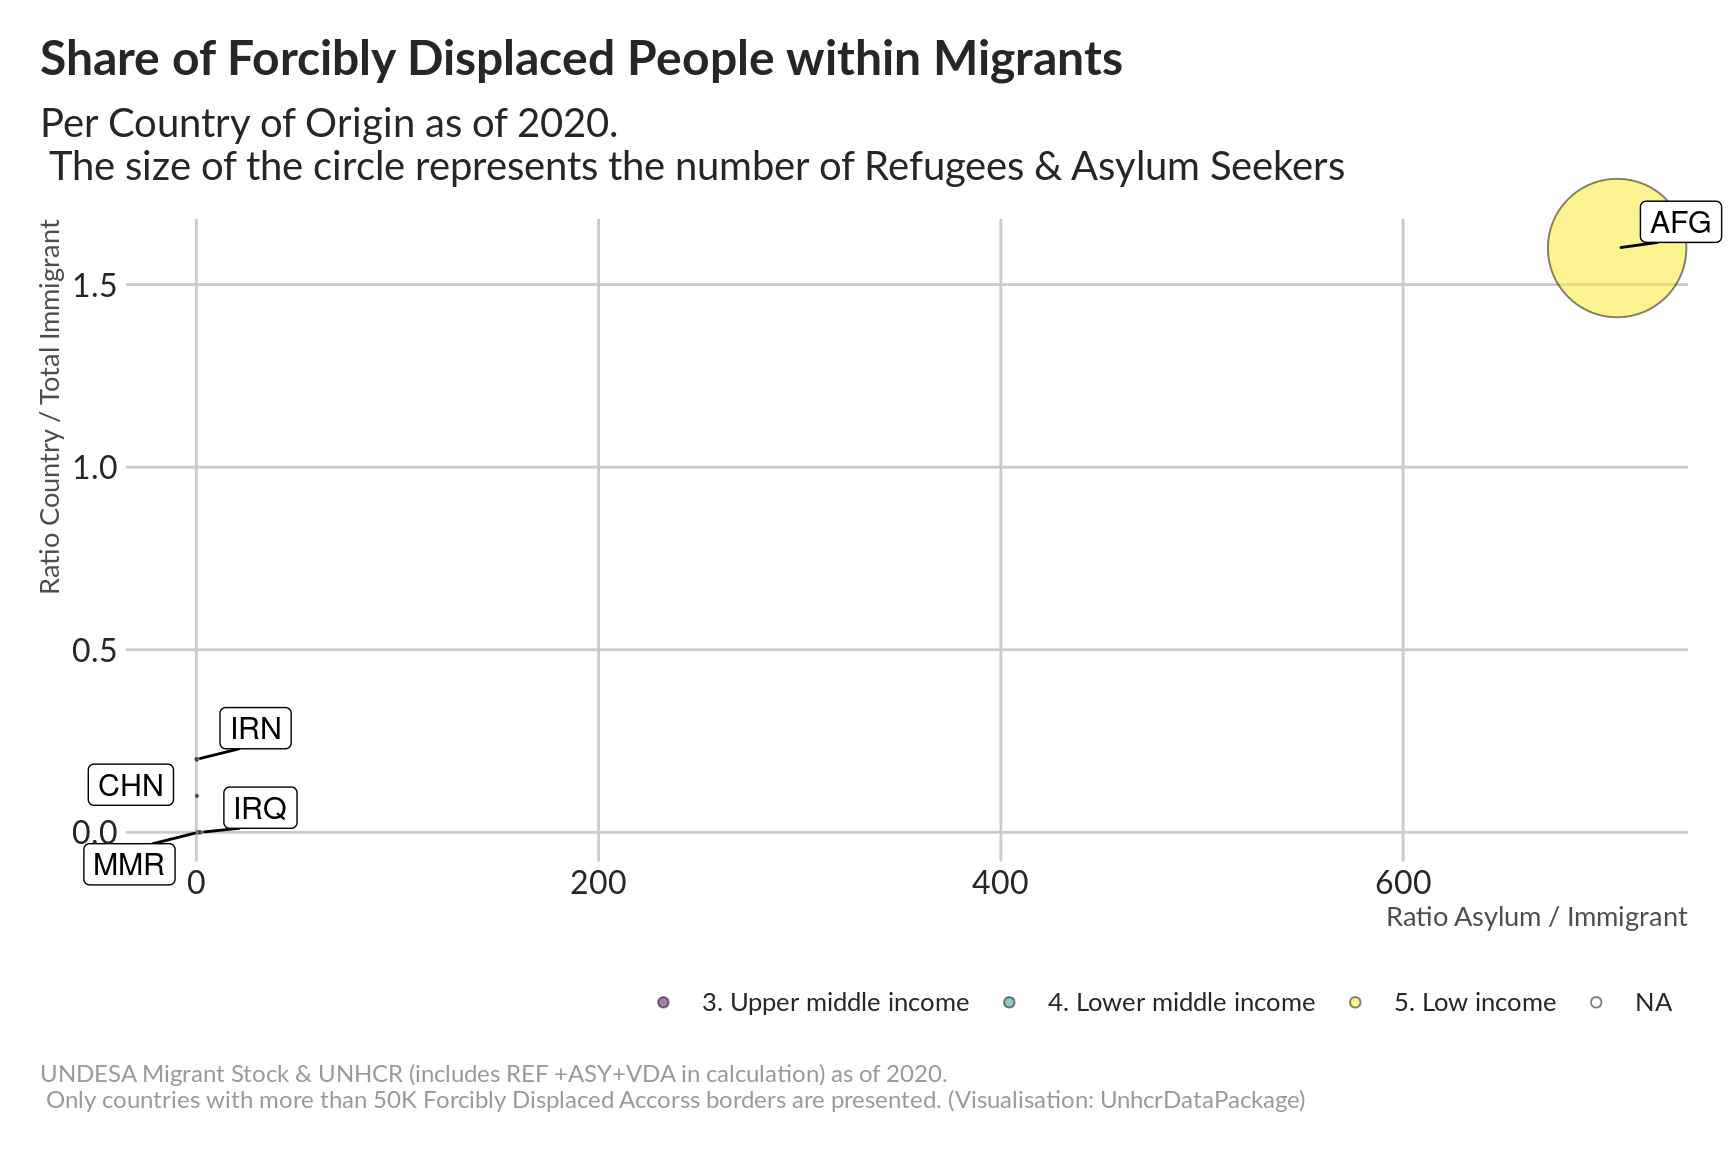 Share of Forcibly Displaced People within Migrants
Per Country of Origin as of 2020.
The size of the circle represents the number of Refugees & Asylum Seekers
Ratio Country / Total Immigrant
1.5
1.0
0.5
0.0
AFG
IRN
CHN
IRQ
MMR
0
200
400
600
Ratio Asylum / Immigrant
3. Upper middle income
4. Lower middle income
5. Low income
NA
UNDESA Migrant Stock & UNHCR (includes REF +ASY+VDA in calculation) as of 2020.
Only countries with more than 50K Forcibly Displaced Accorss borders are presented. (Visualisation: UnhcrDataPackage)